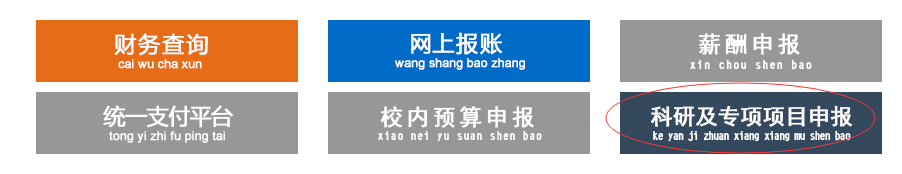 财务查询
cai wu cha xun
网上报账
wang shang bao zhang
薪酬申报
xin chou shen bao
统一支付平台
tong yi zhi fu ping tai
校内预算申报
xiao nei yu suan shen bao
科研及专项项目申报
ke yan ji zhuan xiang xiang mu shen bao